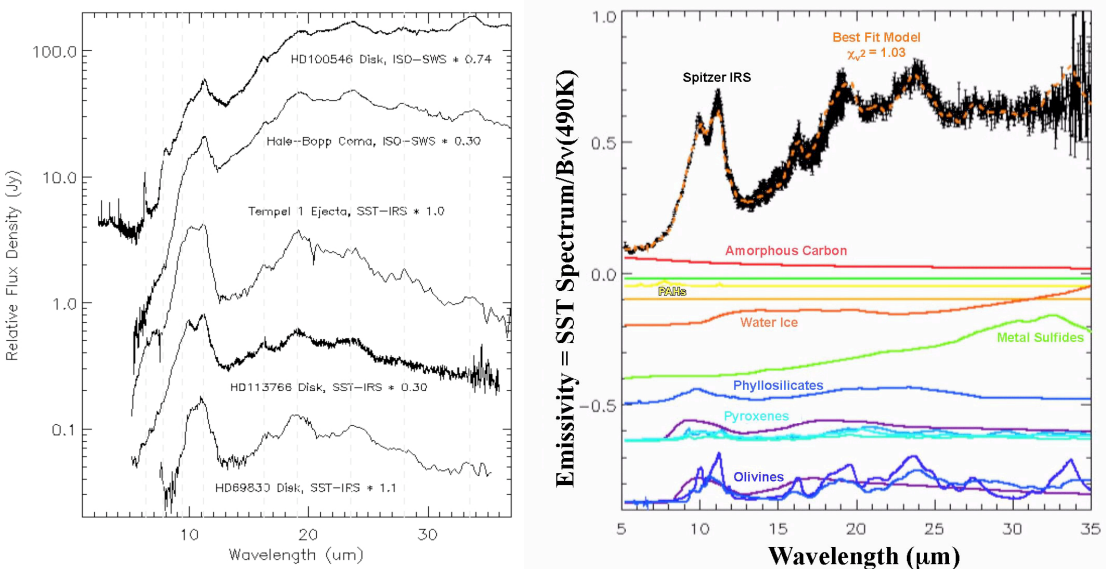 Relative Flux Density (Jy)
100.0
10.0
1.0
0.1
HD100546 Disk, ISO-SWS * 0.74
Hale-Bopp Coma, ISO-SWS * 0.30
Tempel 1 Ejecta, SST-IRS * 1.0
HD113766 Disk, SST-IRS * 0.30
HD69830 Disk, SST-IRS * 1.1
10 20 30
Wavelength (um)
Emissivity = SST Spectrum/Bν(490K)
1.0
0.5
0.0
-0.5
Best Fit Model
χᵥ² = 1.03
Spitzer IRS
Amorphous Carbon
PAHs
Water Ice
Metal Sulfides
Phyllosilicates
Pyroxenes
Olivines
5 10 15 20 25 30 35
Wavelength (μm)